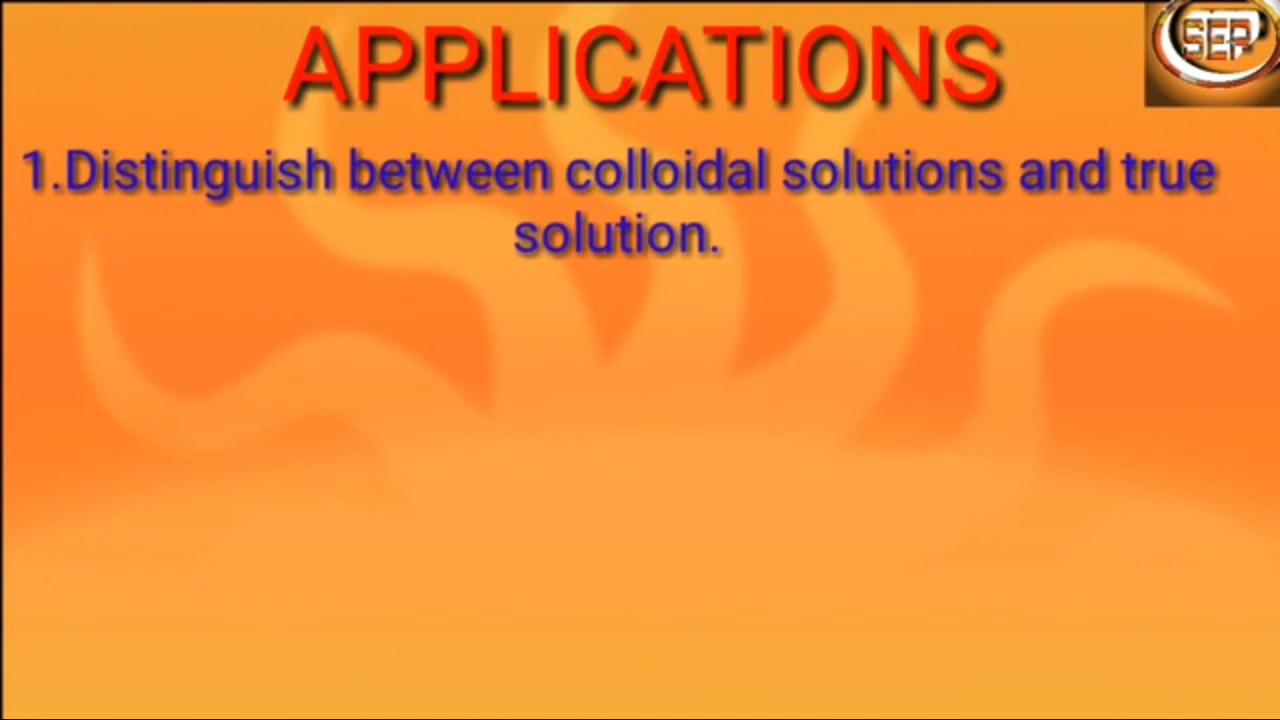 APPLICATIONS
SEP
1.Distinguish between colloidal solutions and true
solution.